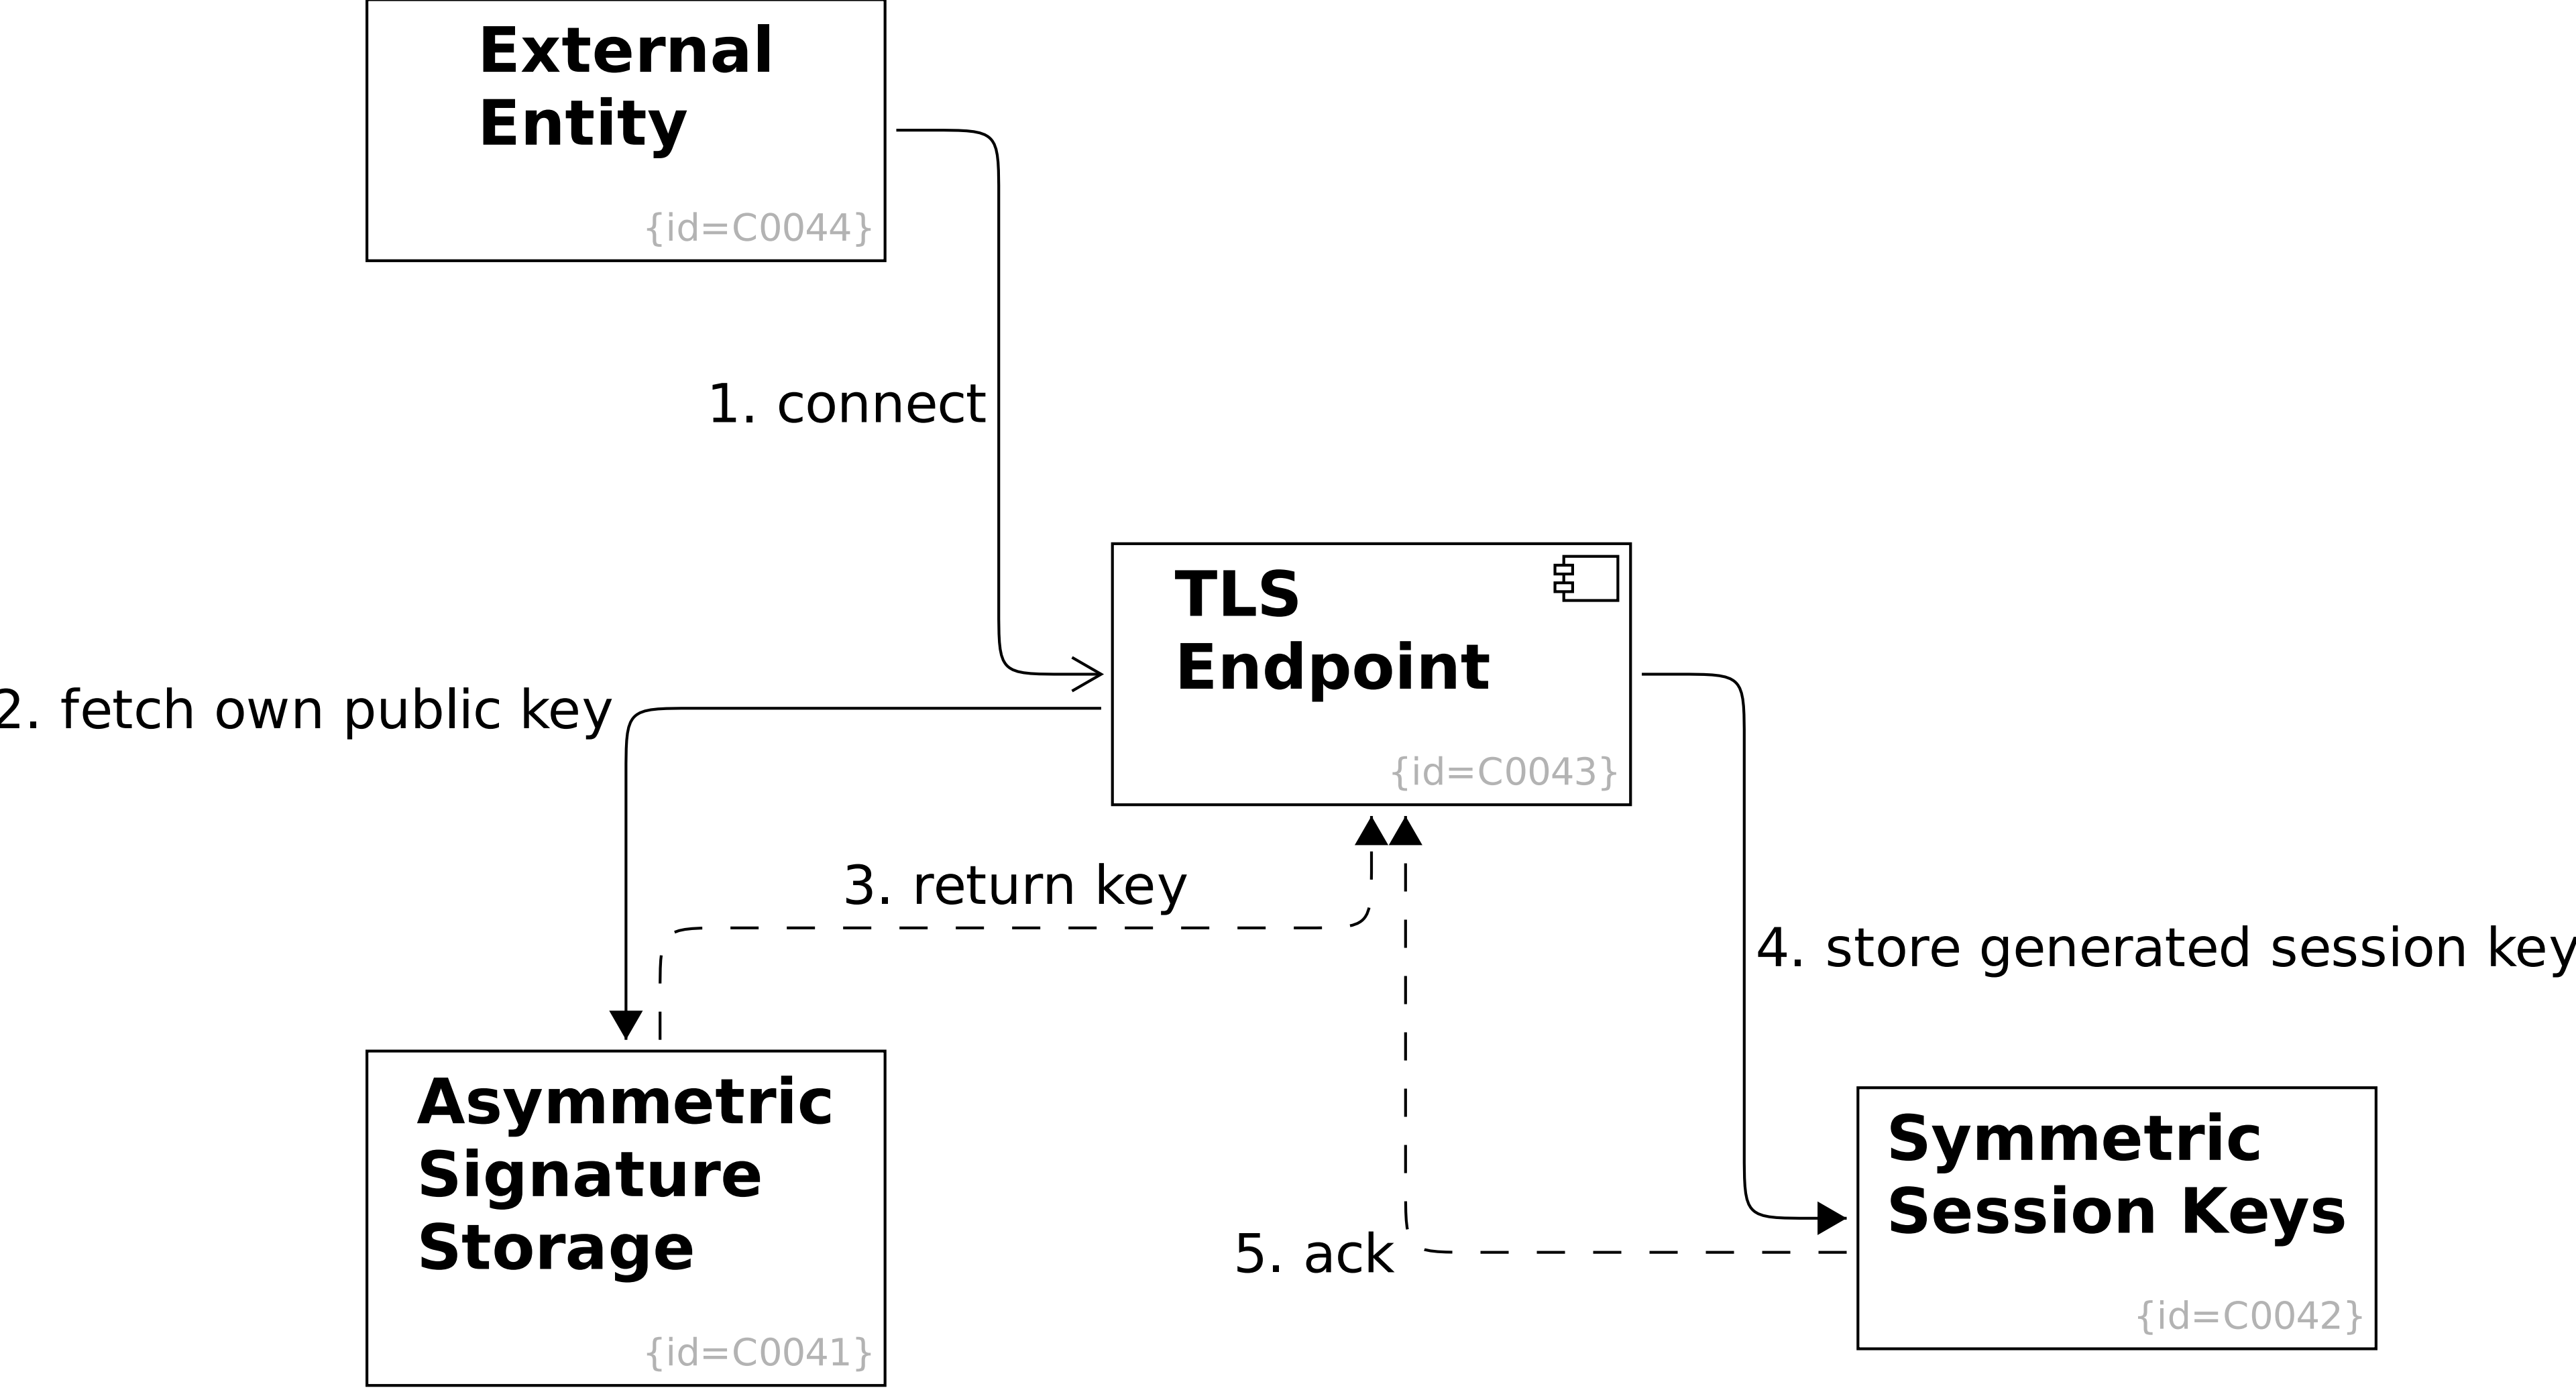 External
Entity
{id=C0044}
1. connect
TLS
Endpoint
{id=C0043}
2. fetch own public key
3. return key
4. store generated session key
Asymmetric
Signature
Storage
{id=C0041}
5. ack
Symmetric
Session Keys
{id=C0042}